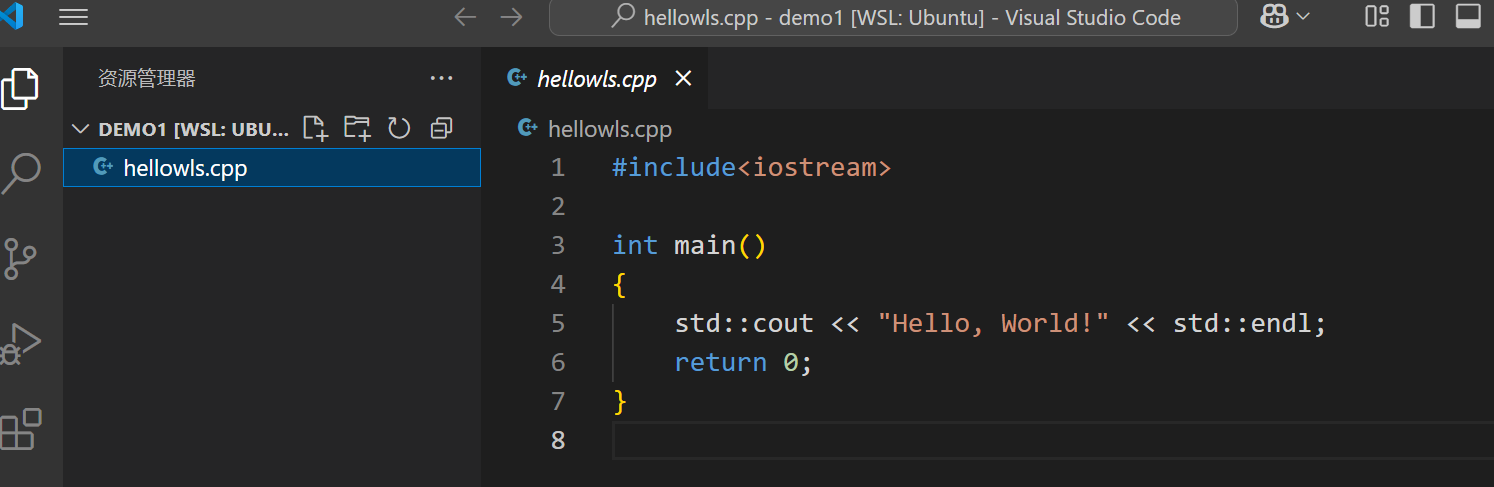 hellowls.cpp - demo1 [WSL: Ubuntu] - Visual Studio Code
资源管理器
DEMO1 [WSL: UBU...
hellowls.cpp
hellowls.cpp
hellowls.cpp
1 #include<iostream>
2
3 int main()
4 {
5     std::cout << "Hello, World!" << std::endl;
6     return 0;
7 }
8